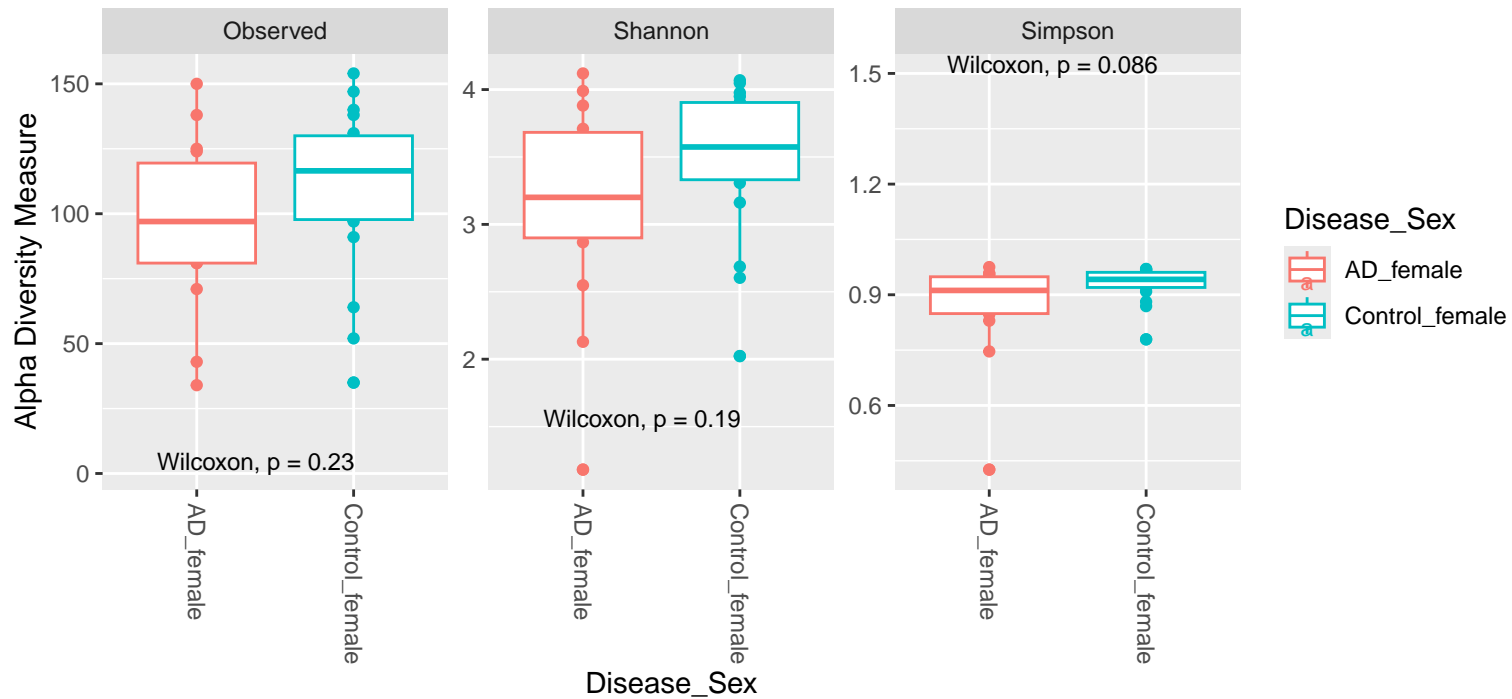 Observed
Shannon
Simpson
Alpha Diversity Measure
150
100
50
0
Wilcoxon, p = 0.23
4
3
2
Wilcoxon, p = 0.19
1.5
1.2
0.9
0.6
Wilcoxon, p = 0.086
AD_female
Control_female
AD_female
Control_female
AD_female
Control_female
Disease_Sex
Disease_Sex
a AD_female
a Control_female